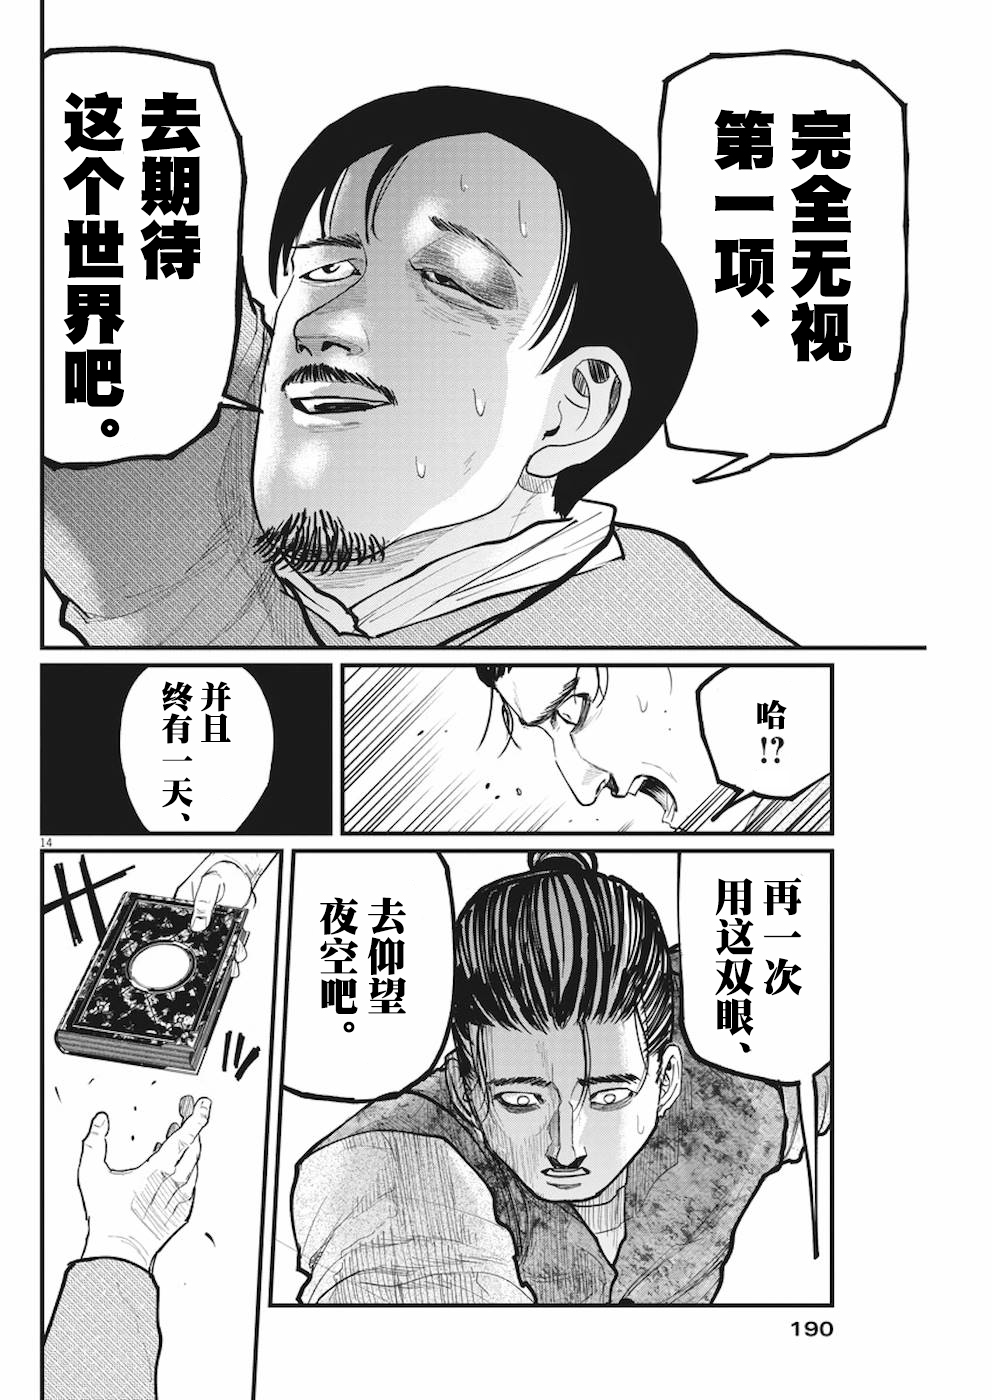 完全无视
第一项、
去期待
这个世界吧。
哈
!?
并且
终有一天、
14
再一次
用这双眼、
去仰望
夜空吧。
190